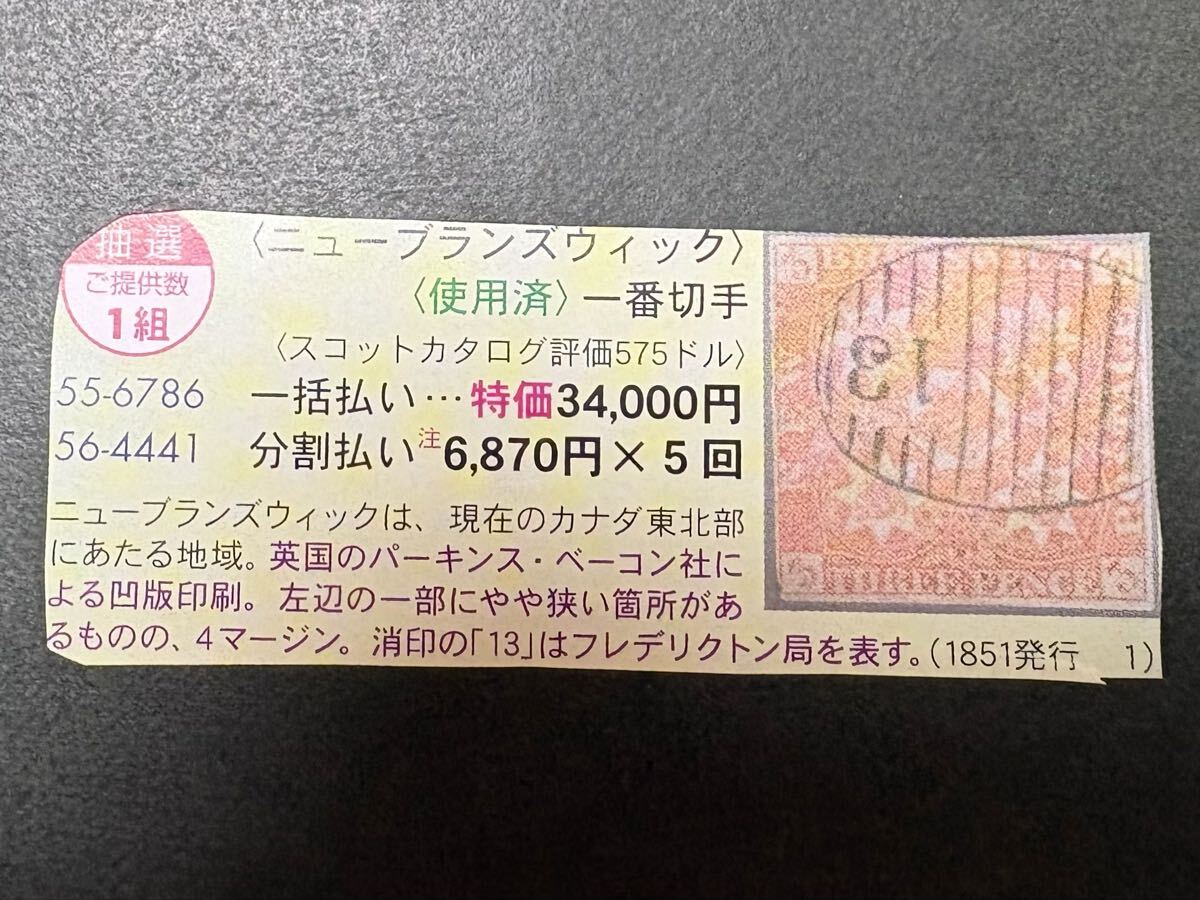 抽選
ご提供数
1組
〈ニューブランズウィック〉
〈使用済〉一番切手
〈スコットカタログ評価575ドル〉
55-6786 一括払い…特価34,000円
56-4441 分割払い注6,870円×5回
ニューブランズウィックは、現在のカナダ東北部
にあたる地域。英国のパーキンス・ベーコン社に
よる凹版印刷。左辺の一部にやや狭い箇所があ
るものの、4マージン。消印の「13」はフレデリクトン局を表す。(1851発行 1)
13